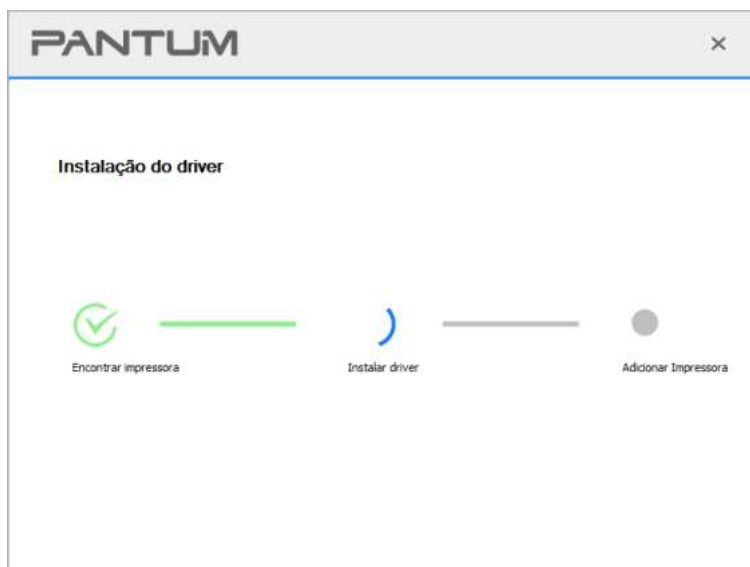 PANTUM
Instalação do driver
Encontrar impressora
Instalar driver
Adicionar Impressora